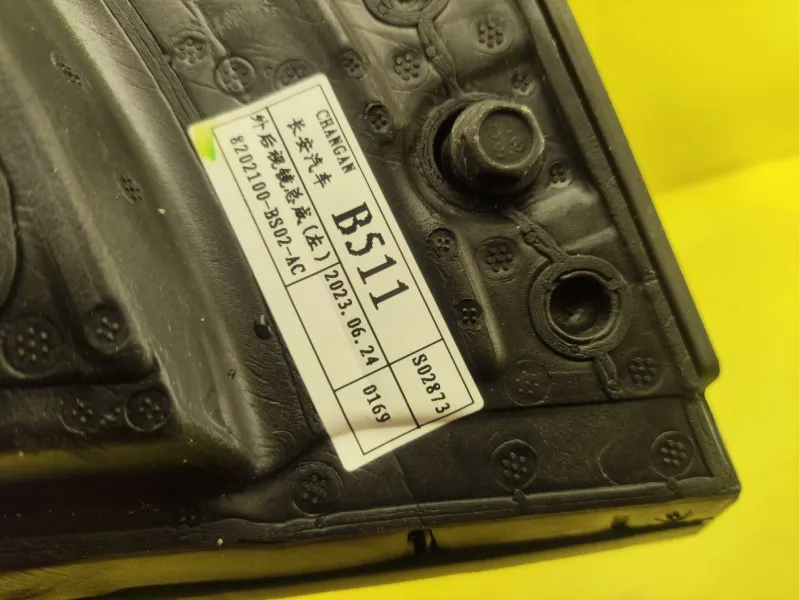 CHANGAN
长安汽车
B511
S02873
外后视镜总成(左)
2023.06.24
0169
8202100-BS02-AC